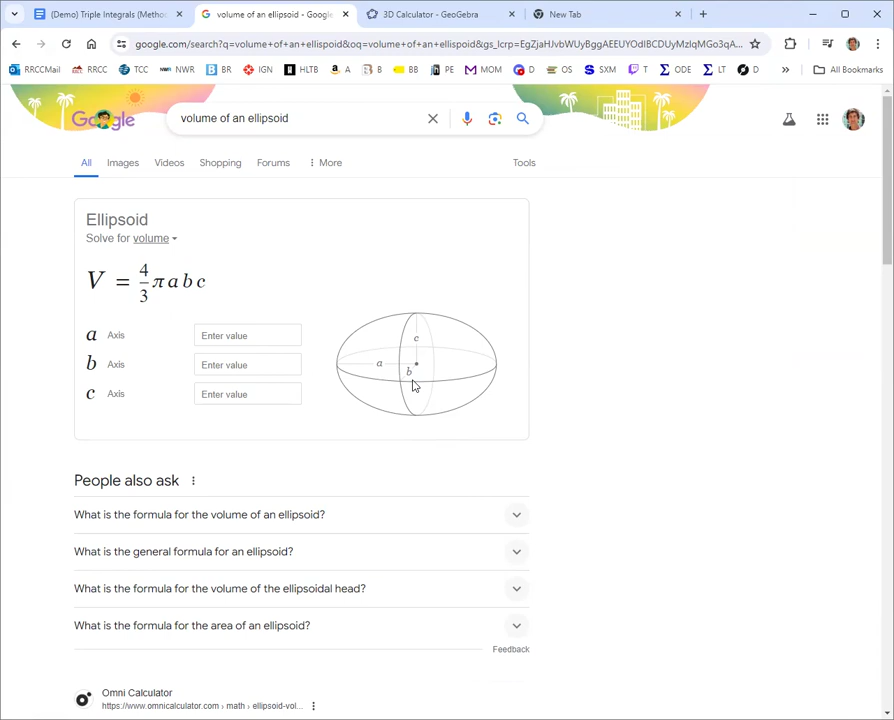 (Demo) Triple Integrals (Metho
volume of an ellipsoid - Google
3D Calculator - GeoGebra
New Tab
google.com/search?q=volume+of+an+ellispoid&oq=volume+of+an+ellispoid&gs_lcrp=EgZjaHJvbWUyBggAEEUYOdIBCDUyMzlqMGo3qA...
RRCCMail
RRCC
TCC
NWR
BR
IGN
HLTB
A
B
BB
PE
MOM
D
OS
SXM
T
ODE
LT
D
All Bookmarks
Google
volume of an ellipsoid
All
Images
Videos
Shopping
Forums
More
Tools
Ellipsoid
Solve for volume
V = 4/3 π a b c
a Axis Enter value
b Axis Enter value
c Axis Enter value
c
a
b
People also ask
What is the formula for the volume of an ellipsoid?
What is the general formula for an ellipsoid?
What is the formula for the volume of the ellipsoidal head?
What is the formula for the area of an ellipsoid?
Feedback
Omni Calculator
https://www.omnicalculator.com › math › ellipsoid-vol...